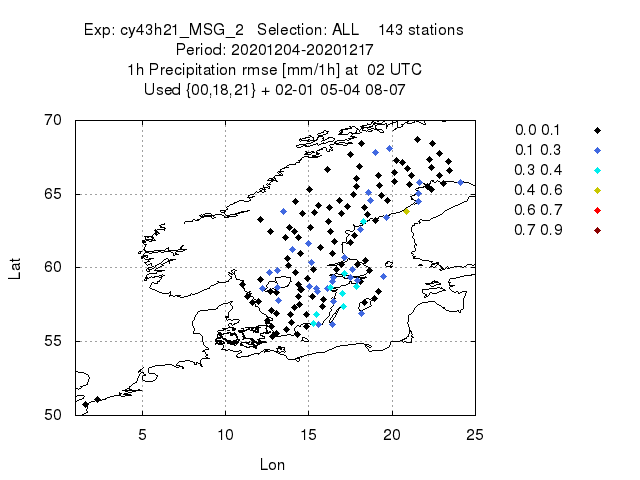 Exp: cy43h21_MSG_2 Selection: ALL 143 stations
Period: 20201204-20201217
1h Precipitation rmse [mm/1h] at 02 UTC
Used {00,18,21} + 02-01 05-04 08-07
70
65
60
55
50
Lat
5
10
15
20
25
Lon
0.0 0.1
0.1 0.3
0.3 0.4
0.4 0.6
0.6 0.7
0.7 0.9